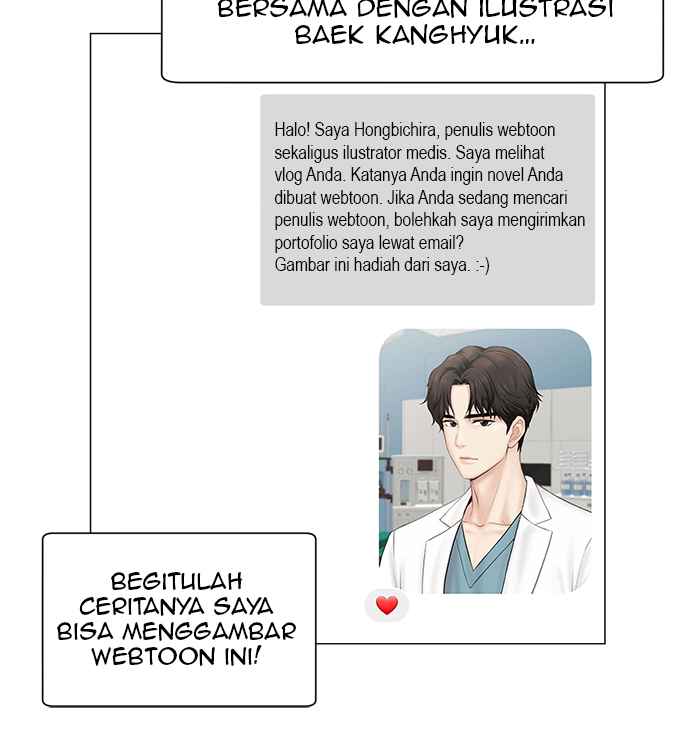 BERSAMA DENGAN ILUSTRASI
BAEK KANGHYUK...
Halo! Saya Hongbichira, penulis webtoon
sekaligus ilustrator medis. Saya melihat
vlog Anda. Katanya Anda ingin novel Anda
dibuat webtoon. Jika Anda sedang mencari
penulis webtoon, bolehkah saya mengirimkan
portofolio saya lewat email?
Gambar ini hadiah dari saya. :-)
BEGITULAH
CERITANYA SAYA
BISA MENGGAMBAR
WEBTOON INI!